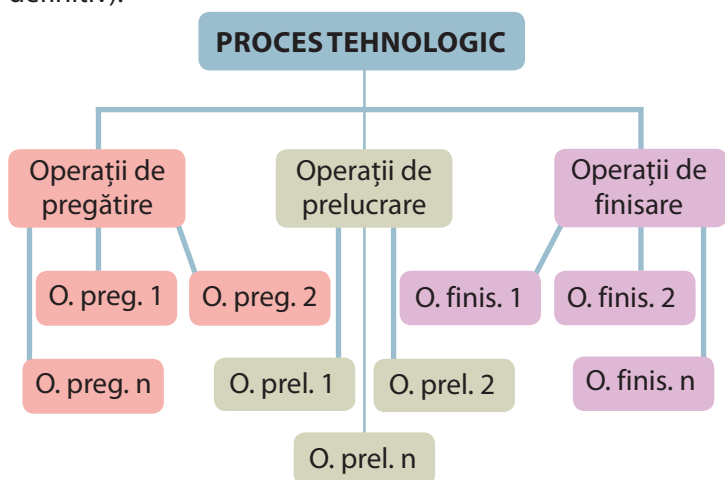 definitiv).
PROCES TEHNOLOGIC
Operații de
pregătire
Operații de
prelucrare
Operații de
finisare
O. preg. 1
O. preg. 2
O. finis. 1
O. finis. 2
O. preg. n
O. prel. 1
O. prel. 2
O. finis. n
O. prel. n